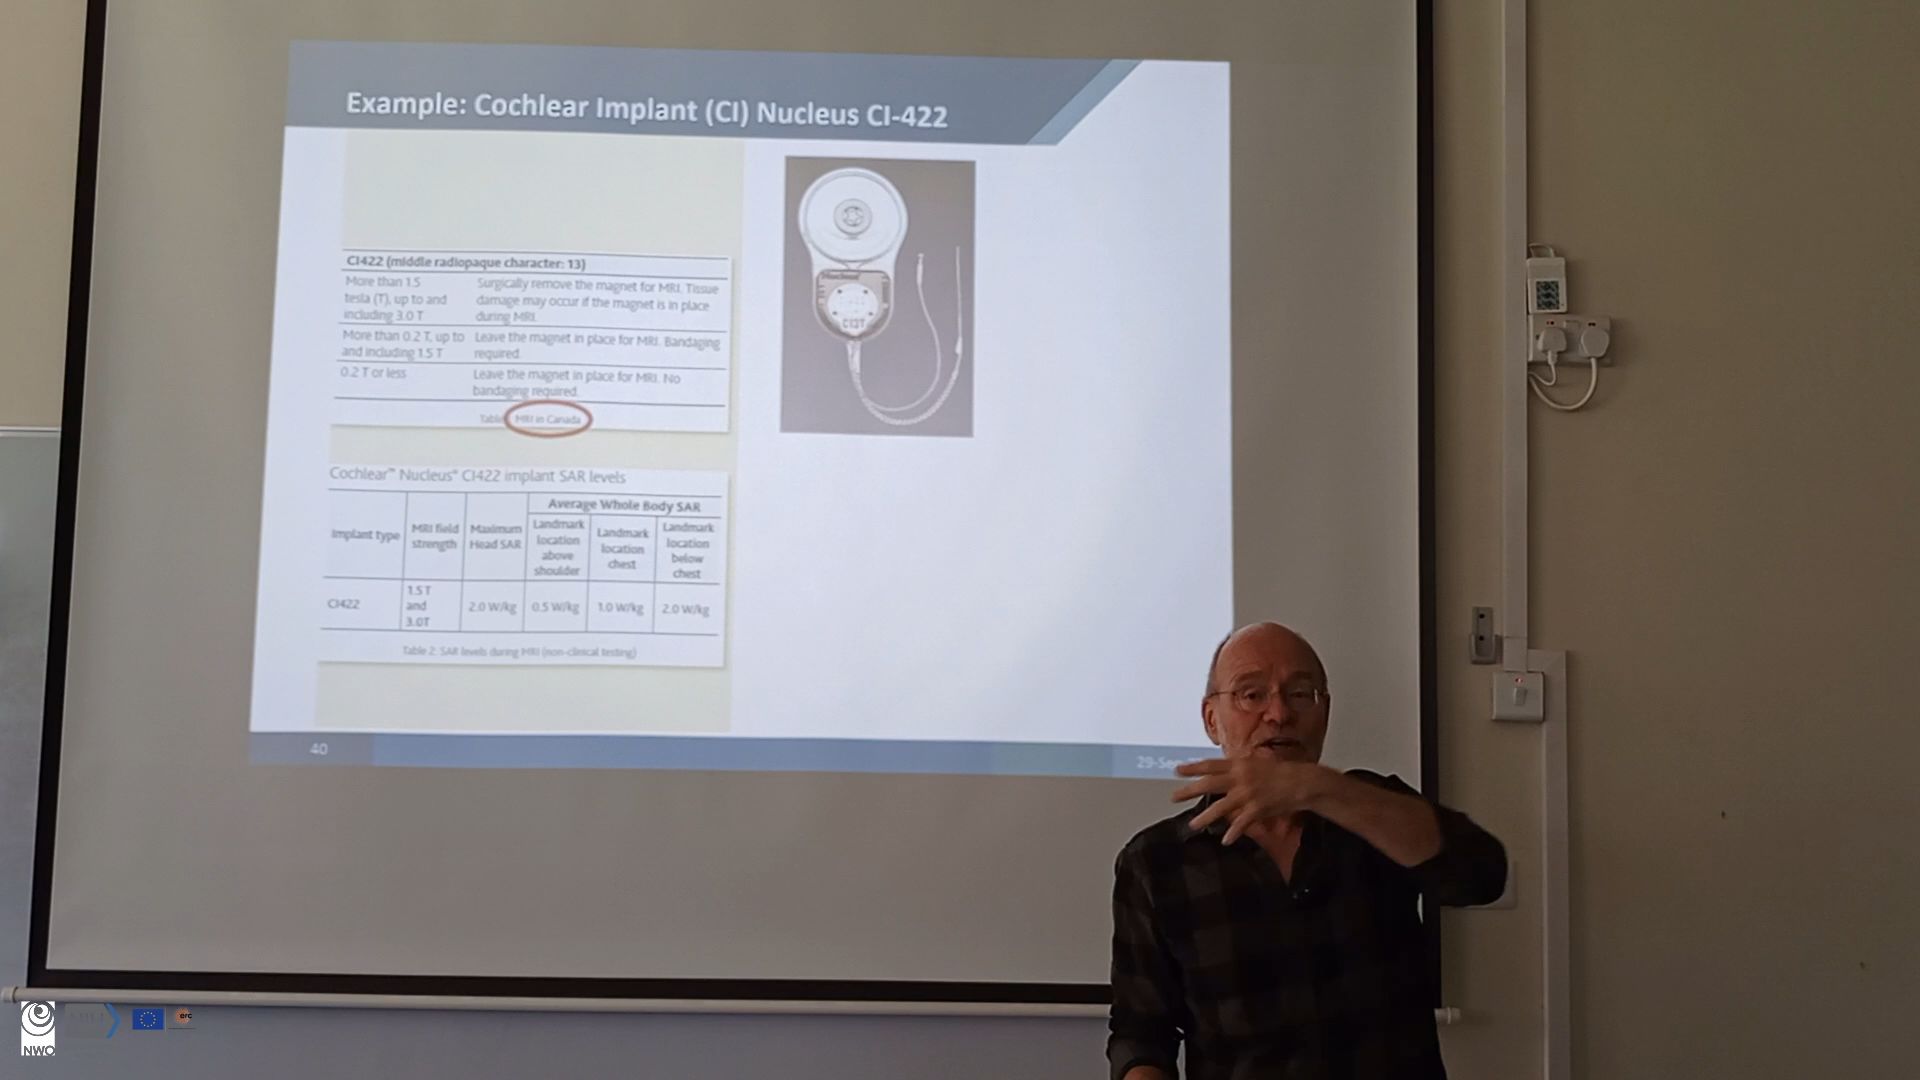 Example: Cochlear Implant (CI) Nucleus CI-422
CI422 (middle radiopaque character: 13)
More than 1.5 tesla (T), up to and including 3.0 T
Surgically remove the magnet for MRI. Tissue damage may occur if the magnet is in place during MRI.
More than 0.2 T, up to and including 1.5 T
Leave the magnet in place for MRI. Bandaging required.
0.2 T or less
Leave the magnet in place for MRI. No bandaging required.
Table MRI in Canada
Cochlear™ Nucleus® CI422 implant SAR levels
Average Whole Body SAR
Implant type
MRI field strength
Maximum Head SAR
Landmark location above shoulder
Landmark location chest
Landmark location below chest
CI422
1.5 T and 3.0T
2.0 W/kg
0.5 W/kg
1.0 W/kg
2.0 W/kg
Table 2: SAR levels during MRI (non-clinical testing)
C13T
40
29-Sep
NWO
erc